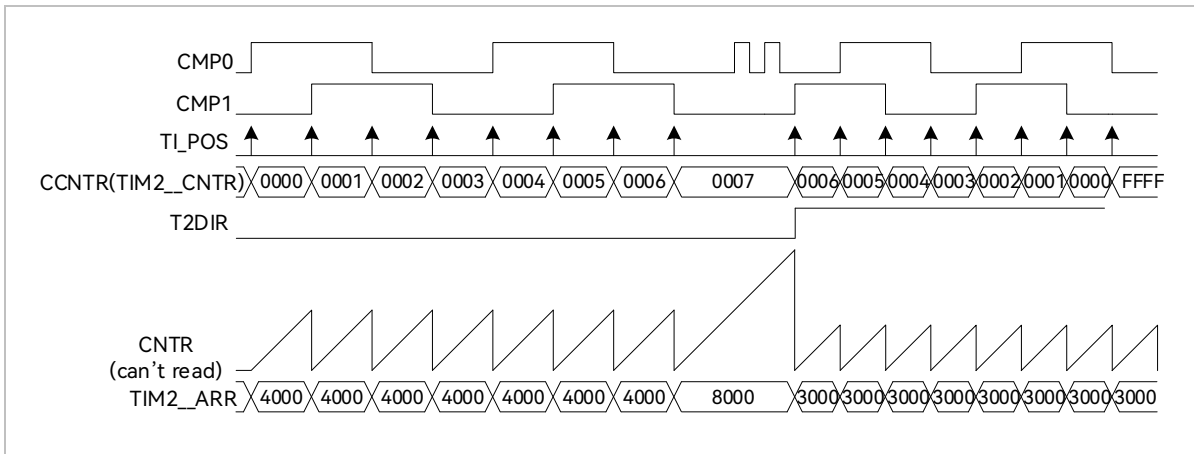 CMP0
CMP1
TI_POS
CCNTR(TIM2__CNTR) 0000 0001 0002 0003 0004 0005 0006 0007 0006 0005 0004 0003 0002 0001 0000 FFFF
T2DIR
CNTR
(can't read)
TIM2__ARR 4000 4000 4000 4000 4000 4000 4000 8000 3000 3000 3000 3000 3000 3000 3000 3000